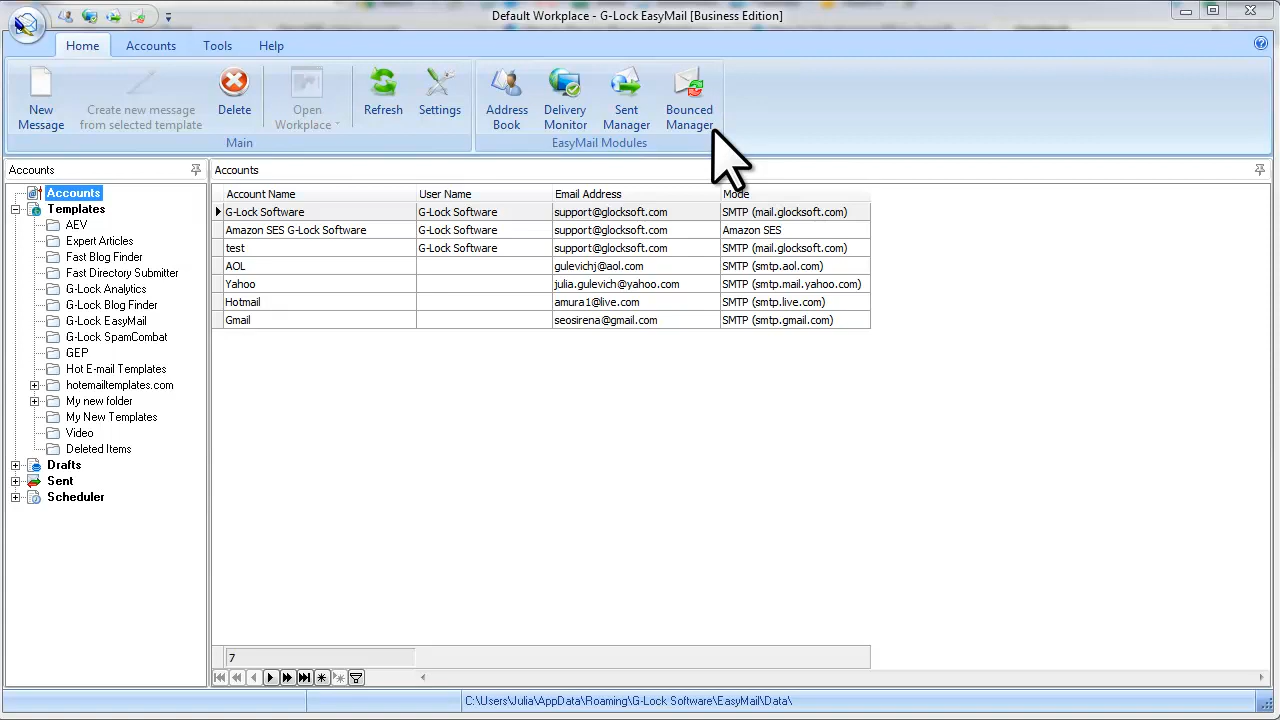 Default Workplace - G-Lock EasyMail [Business Edition]
Home
Accounts
Tools
Help
New Message
Create new message from selected template
Delete
Open Workplace
Refresh
Settings
Address Book
Delivery Monitor
Sent Manager
Bounced Manager
Main
EasyMail Modules
Accounts
Accounts
Templates
AEV
Expert Articles
Fast Blog Finder
Fast Directory Submitter
G-Lock Analytics
G-Lock Blog Finder
G-Lock EasyMail
G-Lock SpamCombat
GEP
Hot E-mail Templates
hotemailtemplates.com
My new folder
My New Templates
Video
Deleted Items
Drafts
Sent
Scheduler
Accounts
Account Name User Name Email Address Mode
G-Lock Software G-Lock Software support@glocksoft.com SMTP (mail.glocksoft.com)
Amazon SES G-Lock Software G-Lock Software support@glocksoft.com Amazon SES
test G-Lock Software support@glocksoft.com SMTP (mail.glocksoft.com)
AOL gulevichj@aol.com SMTP (smtp.aol.com)
Yahoo julia.gulevich@yahoo.com SMTP (smtp.mail.yahoo.com)
Hotmail amura1@live.com SMTP (smtp.live.com)
Gmail seosirena@gmail.com SMTP (smtp.gmail.com)
7
C:\Users\Julia\AppData\Roaming\G-Lock Software\EasyMail\Data\